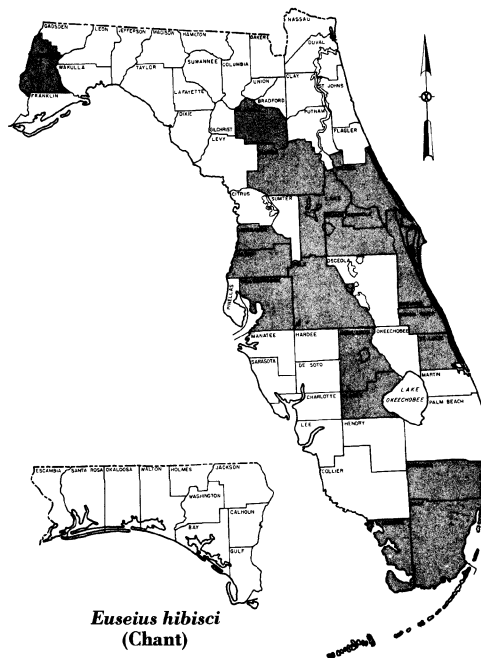 NASSAU
GADSDEN
LEON
JEFFERSON
MADISON
HAMILTON
BAKER
DUVAL
WAKULLA
TAYLOR
SUWANNEE
COLUMBIA
UNION
CLAY
ST JOHNS
FRANKLIN
LAFAYETTE
BRADFORD
PUTNAM
DIXIE
GILCHRIST
FLAGLER
LEVY
CITRUS
SUMTER
OSCEOLA
PINELLAS
MANATEE
HARDEE
OKEECHOBEE
SARASOTA
DE SOTO
MARTIN
LAKE
OKEECHOBEE
CHARLOTTE
PALM BEACH
LEE
HENDRY
COLLIER
ESCAMBIA
SANTA ROSA
OKALOOSA
WALTON
HOLMES
JACKSON
WASHINGTON
BAY
CALHOUN
GULF
Euseius hibisci
(Chant)